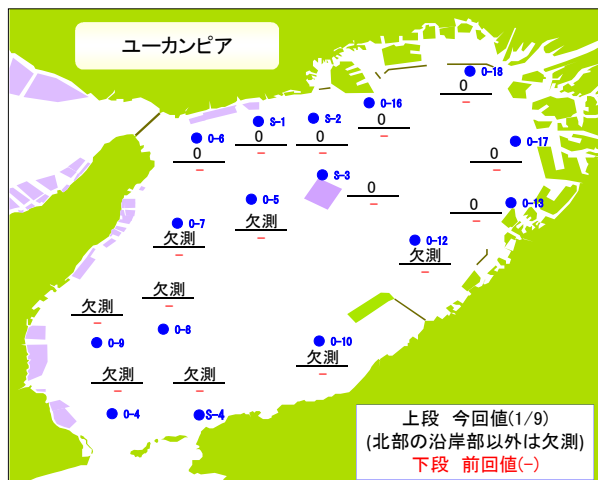 ユーカンピア
O-18
0
−
O-16
0
−
S-1
0
−
S-2
0
−
O-6
0
−
O-17
0
−
S-3
0
−
O-5
欠測
−
O-13
0
−
O-7
欠測
−
O-12
欠測
−
欠測
−
O-8
欠測
−
O-9
O-10
欠測
−
欠測
−
O-4
欠測
−
S-4
上段 今回値(1/9)
(北部の沿岸部以外は欠測)
下段 前回値(-)